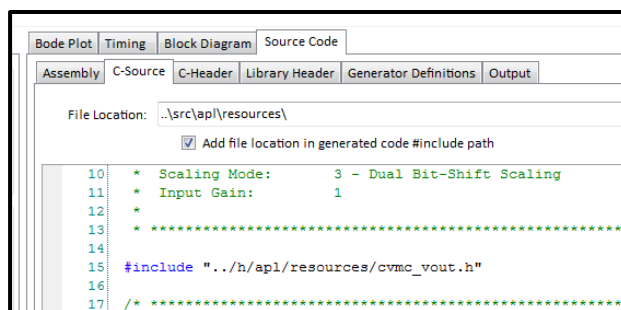 Bode Plot Timing Block Diagram Source Code
Assembly C-Source C-Header Library Header Generator Definitions Output
File Location: ..\src\apl\resources\
Add file location in generated code #include path
10 * Scaling Mode: 3 - Dual Bit-Shift Scaling
11 * Input Gain: 1
12 *
13 * ******************************************************
14
15 #include "../h/apl/resources/cvmc_vout.h"
16
17 /* ******************************************************